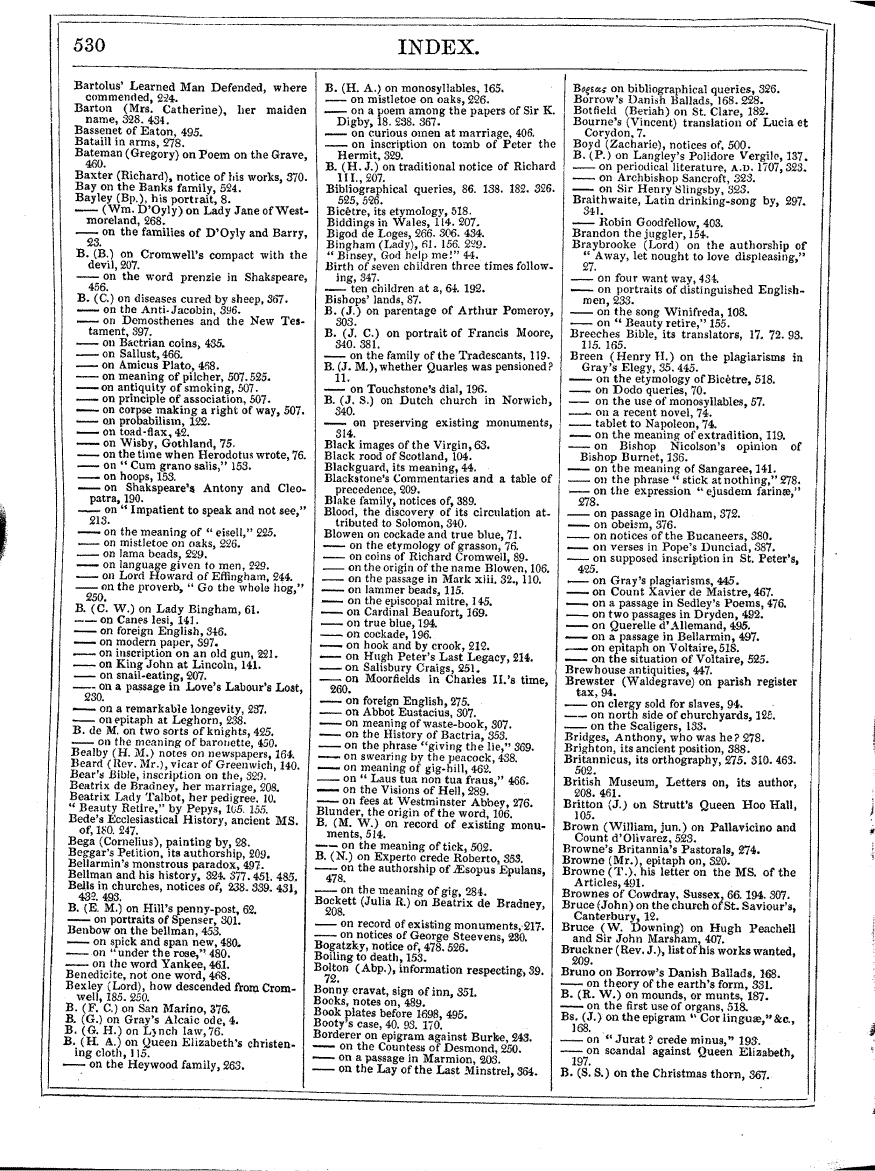 530
INDEX.
Bartolus' Learned Man Defended, where
commended, 224.
Barton (Mrs. Catherine), her maiden
name, 328. 434.
Bassenet of Eaton, 495.
Bataill in arms, 278.
Bateman (Gregory) on Poem on the Grave,
460.
Baxter (Richard), notice of his works, 370.
Bay on the Banks family, 524.
Bayley (Bp.), his portrait, 8.
—— (Wm. D'Oyly) on Lady Jane of West-
moreland, 268.
—— on the families of D'Oyly and Barry,
23.
B. (B.) on Cromwell's compact with the
devil, 207.
—— on the word prenzie in Shakspeare,
456.
B. (C.) on diseases cured by sheep, 367.
—— on the Anti-Jacobin, 396.
—— on Demosthenes and the New Tes-
tament, 397.
—— on Bactrian coins, 435.
—— on Sallust, 466.
—— on Amicus Plato, 468.
—— on meaning of pilcher, 507. 525.
—— on antiquity of smoking, 507.
—— on principle of association, 507.
—— on corpse making a right of way, 507.
—— on probabilism, 122.
—— on toad-flax, 42.
—— on Wisby, Gothland, 75.
—— on the time when Herodotus wrote, 76.
—— on "Cum grano salis," 153.
—— on hoops, 153.
—— on Shakspeare's Antony and Cleo-
patra, 190.
—— on "Impatient to speak and not see,"
213.
—— on the meaning of "eisell," 225.
—— on mistletoe on oaks, 226.
—— on lama beads, 229.
—— on language given to men, 229.
—— on Lord Howard of Effingham, 244.
—— on the proverb, "Go the whole hog,"
250.
B. (C. W.) on Lady Bingham, 61.
—— on Canes lesi, 141.
—— on foreign English, 346.
—— on modern paper, 397.
—— on inscription on an old gun, 221.
—— on King John at Lincoln, 141.
—— on snail-eating, 207.
—— on a passage in Love's Labour's Lost,
230.
—— on a remarkable longevity, 237.
—— on epitaph at Leghorn, 238.
B. de M. on two sorts of knights, 425.
—— on the meaning of baronette, 450.
Bealby (H. M.) notes on newspapers, 164.
Beard (Rev. Mr.), vicar of Greenwich, 140.
Bear's Bible, inscription on the, 329.
Beatrix de Bradney, her marriage, 208.
Beatrix Lady Talbot, her pedigree, 10.
"Beauty Retire," by Pepys, 105. 155.
Bede's Ecclesiastical History, ancient MS.
of, 180. 247.
Bega (Cornelius), painting by, 28.
Beggar's Petition, its authorship, 209.
Bellarmin's monstrous paradox, 497.
Bellman and his history, 324. 377. 451. 485.
Bells in churches, notices of, 238. 339. 431,
432. 493.
B. (E. M.) on Hill's penny-post, 62.
—— on portraits of Spenser, 301.
Benbow on the bellman, 453.
—— on spick and span new, 480.
—— on "under the rose," 480.
—— on the word Yankee, 461.
Benedicite, not one word, 468.
Bexley (Lord), how descended from Crom-
well, 185. 250.
B. (F. C.) on San Marino, 376.
B. (G.) on Gray's Alcaic ode, 4.
B. (G. H.) on Lynch law, 76.
B. (H. A.) on Queen Elizabeth's christen-
ing cloth, 115.
—— on the Heywood family, 263.
B. (H. A.) on monosyllables, 165.
—— on mistletoe on oaks, 226.
—— on a poem among the papers of Sir K.
Digby, 18. 238. 367.
—— on curious omen at marriage, 406.
—— on inscription on tomb of Peter the
Hermit, 329.
B. (H. J.) on traditional notice of Richard
III., 207.
Bibliographical queries, 86. 138. 182. 326.
525, 526.
Bicêtre, its etymology, 518.
Biddings in Wales, 114. 207.
Bigod de Loges, 266. 306. 434.
Bingham (Lady), 61. 156. 229.
"Binsey, God help me!" 44.
Birth of seven children three times follow-
ing, 347.
—— ten children at a, 64. 192.
Bishops' lands, 87.
B. (J.) on parentage of Arthur Pomeroy,
303.
B. (J. C.) on portrait of Francis Moore,
340. 381.
—— on the family of the Tradescants, 119.
B. (J. M.), whether Quarles was pensioned?
11.
—— on Touchstone's dial, 196.
B. (J. S.) on Dutch church in Norwich,
340.
—— on preserving existing monuments,
314.
Black images of the Virgin, 63.
Black rood of Scotland, 104.
Blackguard, its meaning, 44.
Blackstone's Commentaries and a table of
precedence, 209.
Blake family, notices of, 389.
Blood, the discovery of its circulation at-
tributed to Solomon, 340.
Blowen on cockade and true blue, 71.
—— on the etymology of grasson, 76.
—— on coins of Richard Cromwell, 89.
—— on the origin of the name Blowen, 106.
—— on the passage in Mark xiii. 32., 110.
—— on lammer beads, 115.
—— on the episcopal mitre, 145.
—— on Cardinal Beaufort, 169.
—— on true blue, 194.
—— on cockade, 196.
—— on hook and by crook, 212.
—— on Hugh Peter's Last Legacy, 214.
—— on Salisbury Craigs, 251.
—— on Moorfields in Charles II.'s time,
260.
—— on foreign English, 275.
—— on Abbot Eustacius, 307.
—— on meaning of waste-book, 307.
—— on the History of Bactria, 353.
—— on the phrase "giving the lie," 369.
—— on swearing by the peacock, 438.
—— on meaning of gig-hill, 462.
—— on "Laus tua non tua fraus," 466.
—— on the Visions of Hell, 289.
—— on fees at Westminster Abbey, 276.
Blunder, the origin of the word, 106.
B. (M. W.) on record of existing monu-
ments, 514.
—— on the meaning of tick, 502.
B. (N.) on Experto crede Roberto, 353.
—— on the authorship of Æsopus Epulans,
478.
—— on the meaning of gig, 284.
Bockett (Julia R.) on Beatrix de Bradney,
208.
—— on record of existing monuments, 217.
—— on notices of George Steevens, 230.
Bogatzky, notice of, 478. 526.
Boiling to death, 153.
Bolton (Abp.), information respecting, 39.
72.
Bonny cravat, sign of inn, 351.
Books, notes on, 489.
Book plates before 1698, 495.
Booty's case, 40. 93. 170.
Borderer on epigram against Burke, 243.
—— on the Countess of Desmond, 250.
—— on a passage in Marmion, 203.
—— on the Lay of the Last Minstrel, 364.
on bibliographical queries, 326.
Borrow's Danish Ballads, 168. 228.
Botfield (Beriah) on St. Clare, 182.
Bourne's (Vincent) translation of Lucia et
Corydon, 7.
Boyd (Zacharie), notices of, 500.
B. (P.) on Langley's Polidore Vergile, 137.
—— on periodical literature, A.D. 1707, 323.
—— on Archbishop Sancroft, 323.
—— on Sir Henry Slingsby, 323.
Braithwaite, Latin drinking-song by, 297.
341.
—— Robin Goodfellow, 403.
Brandon the juggler, 154.
Braybrooke (Lord) on the authorship of
"Away, let nought to love displeasing,"
27.
—— on four want way, 434.
—— on portraits of distinguished English-
men, 233.
—— on the song Winifreda, 108.
—— on "Beauty retire," 155.
Breeches Bible, its translators, 17. 72. 93.
115. 165.
Breen (Henry H.) on the plagiarisms in
Gray's Elegy, 35. 445.
—— on the etymology of Bicêtre, 518.
—— on Dodo queries, 70.
—— on the use of monosyllables, 57.
—— on a recent novel, 74.
—— tablet to Napoleon, 74.
—— on the meaning of extradition, 119.
—— on Bishop Nicolson's opinion of
Bishop Burnet, 136.
—— on the meaning of Sangaree, 141.
—— on the phrase "stick at nothing," 278.
—— on the expression "ejusdem farinæ,"
278.
—— on passage in Oldham, 372.
—— on obeism, 376.
—— on notices of the Bucaneers, 380.
—— on verses in Pope's Dunciad, 387.
—— on supposed inscription in St. Peter's,
425.
—— on Gray's plagiarisms, 445.
—— on Count Xavier de Maistre, 467.
—— on a passage in Sedley's Poems, 476.
—— on two passages in Dryden, 492.
—— on Querelle d'Allemand, 495.
—— on a passage in Bellarmin, 497.
—— on epitaph on Voltaire, 518.
—— on the situation of Voltaire, 525.
Brewhouse antiquities, 447.
Brewster (Waldegrave) on parish register
tax, 94.
—— on clergy sold for slaves, 94.
—— on north side of churchyards, 125.
—— on the Scaligers, 133.
Bridges, Anthony, who was he? 278.
Brighton, its ancient position, 388.
Britannicus, its orthography, 275. 310. 463.
502.
British Museum, Letters on, its author,
208. 461.
Britton (J.) on Strutt's Queen Hoo Hall,
105.
Brown (William, jun.) on Pallavicino and
Count d'Olivarez, 523.
Browne's Britannia's Pastorals, 274.
Browne (Mr.), epitaph on, 320.
Browne (T.), his letter on the MS. of the
Articles, 491.
Brownes of Cowdray, Sussex, 66. 194. 307.
Bruce (John) on the church of St. Saviour's,
Canterbury, 12.
Bruce (W. Downing) on Hugh Peachell
and Sir John Marsham, 407.
Bruckner (Rev. J.), list of his works wanted,
209.
Bruno on Borrow's Danish Ballads, 168.
—— on theory of the earth's form, 331.
B. (R. W.) on mounds, or munts, 187.
—— on the first use of organs, 518.
Bs. (J.) on the epigram "Cor linguæ," &c.,
168.
—— on "Jurat? crede minus," 193.
—— on scandal against Queen Elizabeth,
197.
B. (S. S.) on the Christmas thorn, 367.